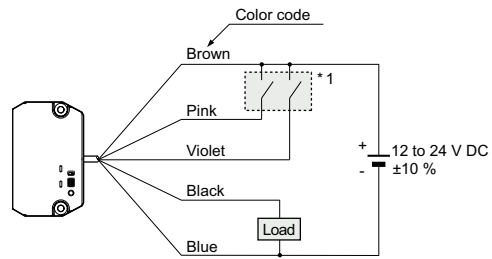 Color code
Brown
* 1
Pink
Violet
+ 12 to 24 V DC
- ±10 %
Black
Load
Blue